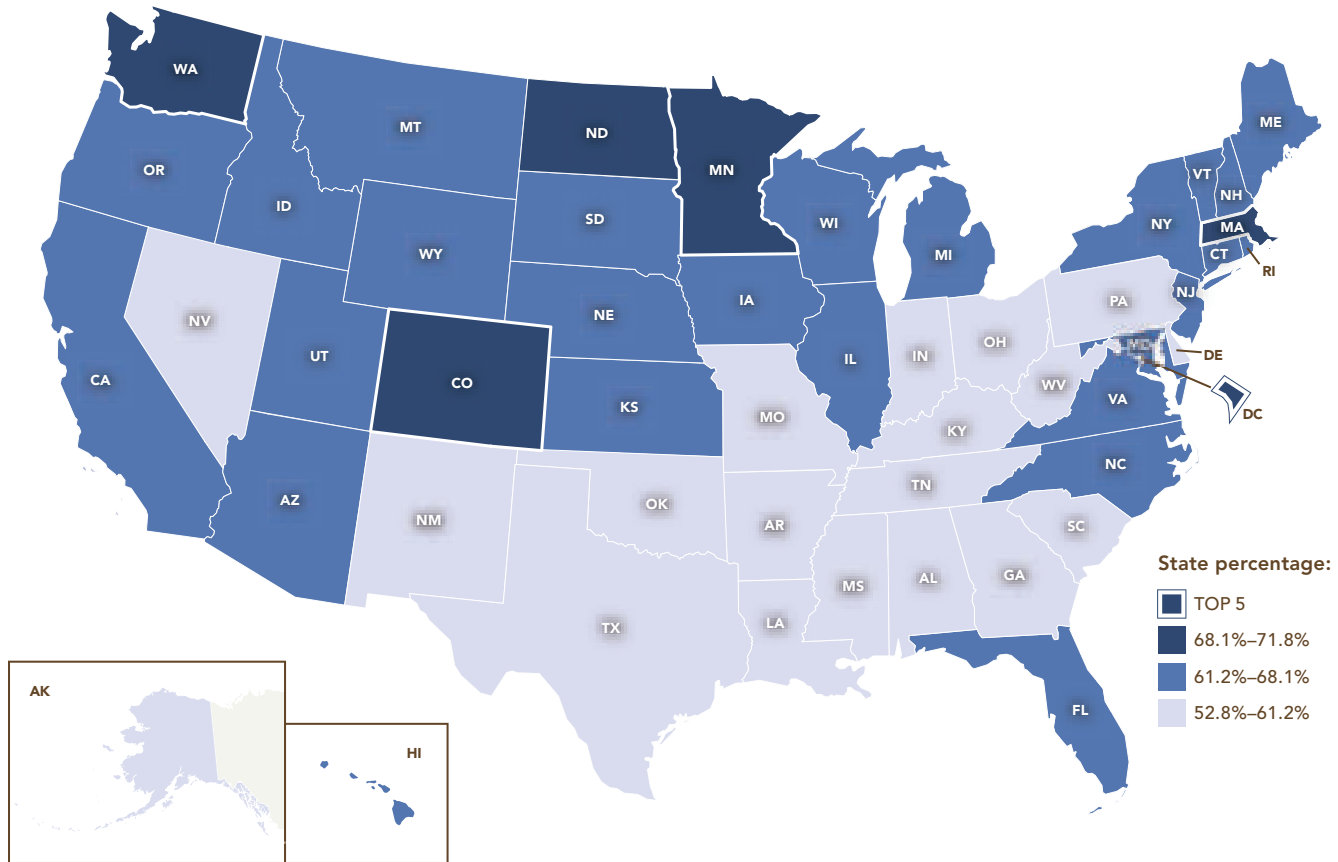 WA
MT
ND
MN
ME
OR
ID
WY
SD
WI
MI
VT
NH
NY
MA
CT
RI
NV
UT
CO
NE
IA
IL
IN
OH
PA
NJ
DE
DC
CA
KS
MO
KY
WV
VA
AZ
NM
OK
AR
TN
NC
SC
TX
LA
MS
AL
GA
FL
State percentage:
TOP 5
68.1%–71.8%
61.2%–68.1%
52.8%–61.2%
AK
HI